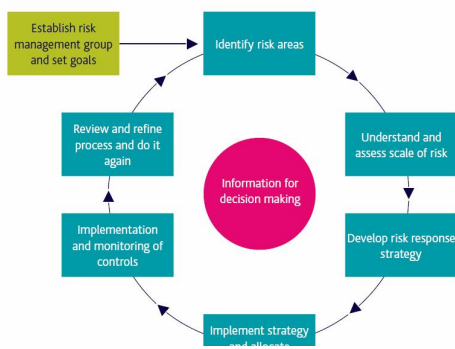 Establish risk
management group
and set goals
Identify risk areas
Understand and
assess scale of risk
Develop risk response
strategy
Implement strategy
and allocate
Implementation
and monitoring of
controls
Review and refine
process and do it
again
Information for
decision making